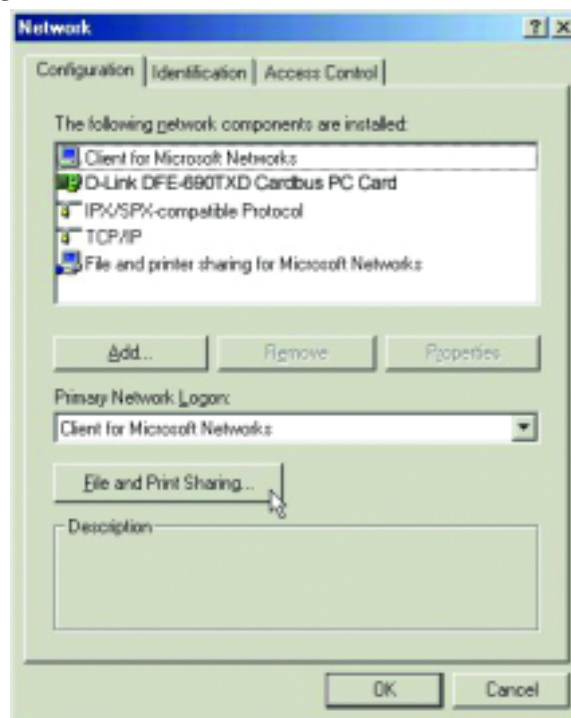 Network
Configuration Identification Access Control
The following network components are installed:
Client for Microsoft Networks
D-Link DFE-690TXD Cardbus PC Card
IPX/SPX-compatible Protocol
TCP/IP
File and printer sharing for Microsoft Networks
Add... Remove Properties
Primary Network Logon:
Client for Microsoft Networks
File and Print Sharing...
Description
OK Cancel